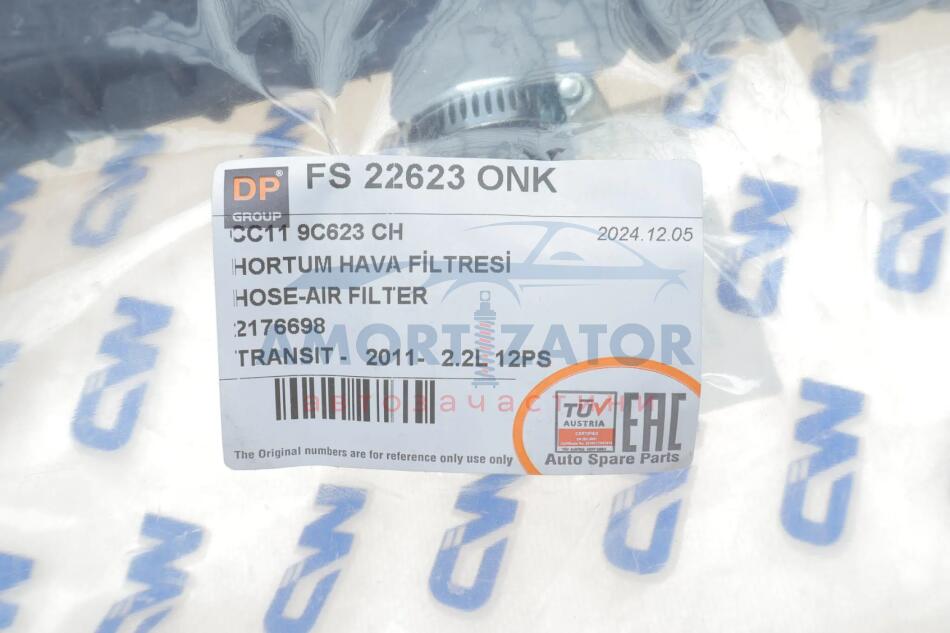 DP®
GROUP
FS 22623 ONK
CC11 9C623 CH
2024.12.05
HORTUM HAVA FİLTRESİ
HOSE-AIR FILTER
2176698
AMORTIZATOR
TRANSIT - 2011- 2.2L 12PS
автозачастини
TÜV
AUSTRIA
CERTIFIED
EAC
The Original numbers are for reference only use only
Auto Spare Parts